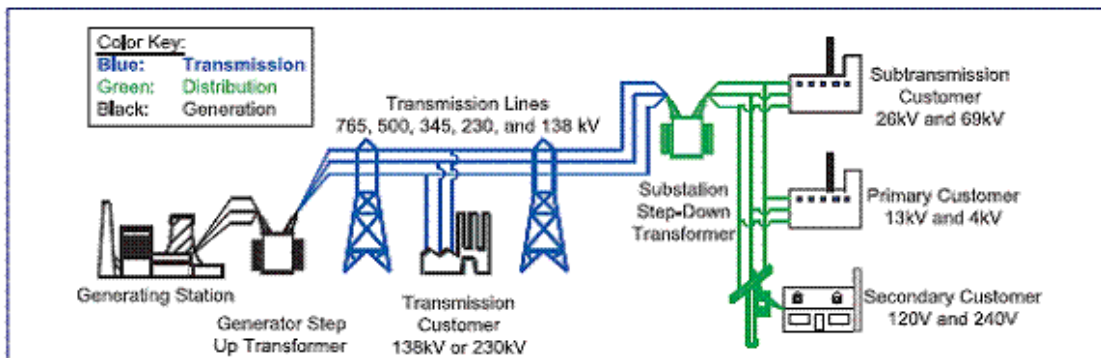 Color Key:
Blue: Transmission
Green: Distribution
Black: Generation
Transmission Lines
765, 500, 345, 230, and 138 kV
Subtransmission
Customer
26kV and 69kV
Substation
Step-Down
Transformer
Primary Customer
13kV and 4kV
Generating Station
Generator Step
Up Transformer
Transmission
Customer
138kV or 230kV
Secondary Customer
120V and 240V